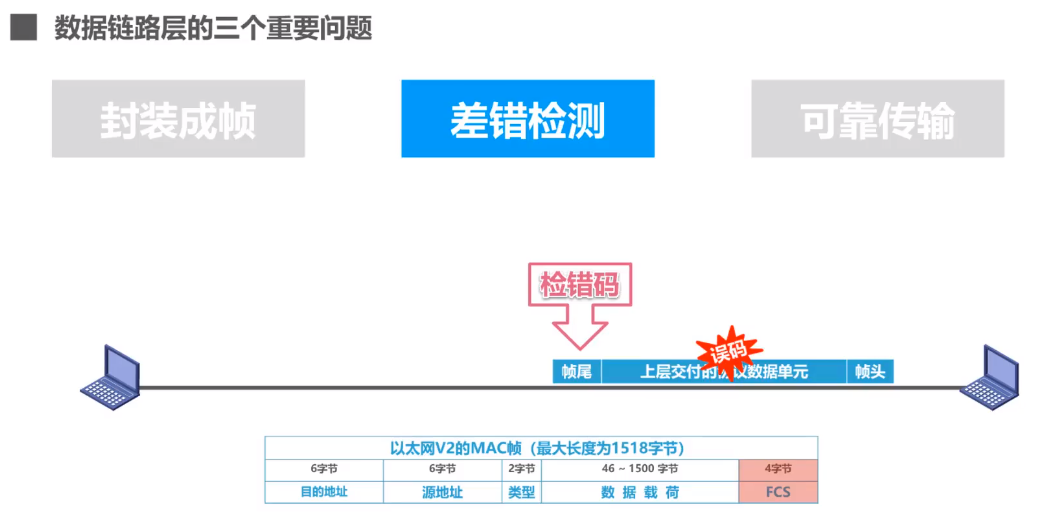 数据链路层的三个重要问题
封装成帧
差错检测
可靠传输
检错码
误码
帧尾 上层交付的协议数据单元 帧头
以太网V2的MAC帧（最大长度为1518字节）
6字节 6字节 2字节 46 ~ 1500 字节 4字节
目的地址 源地址 类型 数 据 载 荷 FCS